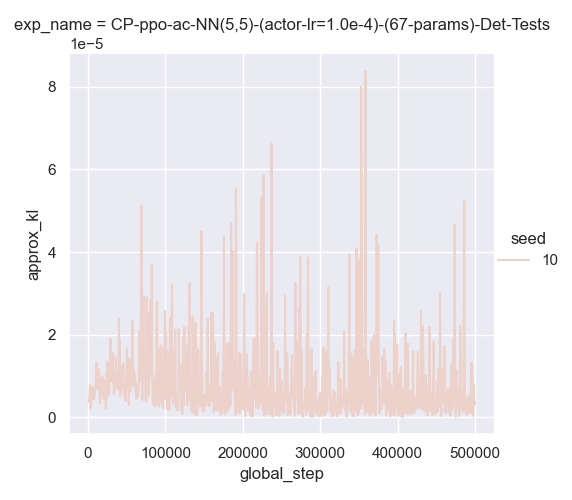 exp_name = CP-ppo-ac-NN(5,5)-(actor-lr=1.0e-4)-(67-params)-Det-Tests
1e−5
8
6
4
2
0
approx_kl
0
100000
200000
300000
400000
500000
global_step
seed
10